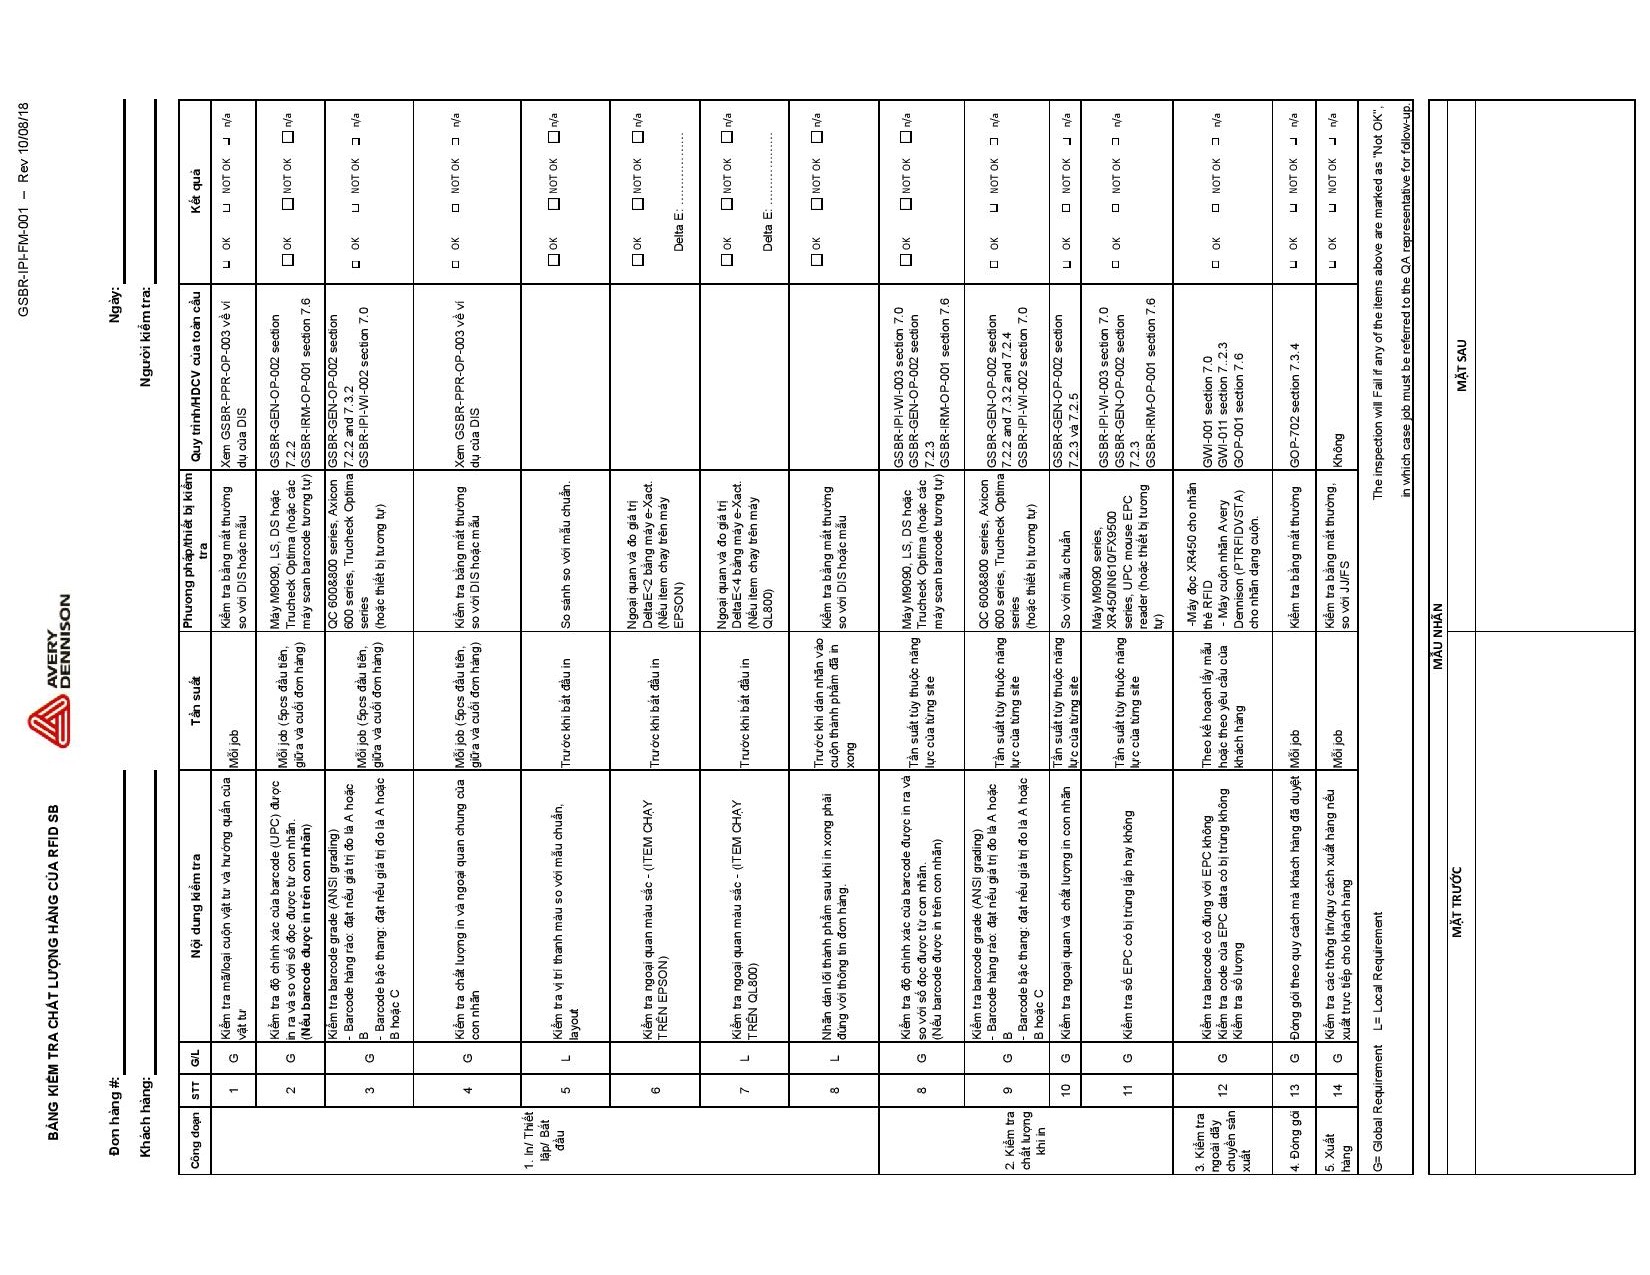 GSBR-IPI-FM-001 – Rev 10/08/18
BẢNG KIỂM TRA CHẤT LƯỢNG HÀNG CỦA RFID SB
AVERY
DENNISON
Đơn hàng #:
Ngày:
Khách hàng:
Người kiểm tra:
Công đoạn
STT
G/L
Nội dung kiểm tra
Tần suất
Phương pháp/thiết bị kiểm
tra
Quy trình/HDCV của toàn cầu
Kết quả
1. In/ Thiết
lập/ Bắt
đầu
1
G
Kiểm tra mã/loại cuộn vật tư và hướng quấn của
vật tư
Mỗi job
Kiểm tra bằng mắt thường
so với DIS hoặc mẫu
Xem GSBR-PPR-OP-003 về ví
dụ của DIS
OK NOT OK n/a
2
G
Kiểm tra độ chính xác của barcode (UPC) được
in ra và so với số đọc được từ con nhãn.
(Nếu barcode được in trên con nhãn)
Mỗi job (5pcs đầu tiên,
giữa và cuối đơn hàng)
Máy M9090, LS, DS hoặc
Trucheck Optima (hoặc các
máy scan barcode tương tự)
GSBR-GEN-OP-002 section
7.2.2
GSBR-IRM-OP-001 section 7.6
OK NOT OK n/a
3
G
Kiểm tra barcode grade (ANSI grading)
- Barcode hàng rào: đạt nếu giá trị đo là A hoặc
B
- Barcode bậc thang: đạt nếu giá trị đo là A hoặc
B hoặc C
Mỗi job (5pcs đầu tiên,
giữa và cuối đơn hàng)
QC 600&800 series, Axicon
600 series, Trucheck Optima
series
(hoặc thiết bị tương tự)
GSBR-GEN-OP-002 section
7.2.2 and 7.3.2
GSBR-IPI-WI-002 section 7.0
OK NOT OK n/a
4
G
Kiểm tra chất lượng in và ngoại quan chung của
con nhãn
Mỗi job (5pcs đầu tiên,
giữa và cuối đơn hàng)
Kiểm tra bằng mắt thường
so với DIS hoặc mẫu
Xem GSBR-PPR-OP-003 về ví
dụ của DIS
OK NOT OK n/a
5
L
Kiểm tra vị trí thanh màu so với mẫu chuẩn,
layout
Trước khi bắt đầu in
So sánh so với mẫu chuẩn.
OK NOT OK n/a
6
Kiểm tra ngoại quan màu sắc - (ITEM CHẠY
TRÊN EPSON)
Trước khi bắt đầu in
Ngoại quan và đo giá trị
DeltaE<2 bằng máy e-Xact.
(Nếu item chạy trên máy
EPSON)
OK NOT OK n/a
Delta E: ........................
7
L
Kiểm tra ngoại quan màu sắc - (ITEM CHẠY
TRÊN QL800)
Trước khi bắt đầu in
Ngoại quan và đo giá trị
DeltaE<4 bằng máy e-Xact.
(Nếu item chạy trên máy
QL800)
OK NOT OK n/a
Delta E: ........................
8
L
Nhãn dán lõi thành phẩm sau khi in xong phải
đúng với thông tin đơn hàng.
Trước khi dán nhãn vào
cuộn thành phẩm đã in
xong
Kiểm tra bằng mắt thường
so với DIS hoặc mẫu
OK NOT OK n/a
2. Kiểm tra
chất lượng
khi in
8
G
Kiểm tra độ chính xác của barcode được in ra và
so với số đọc được từ con nhãn.
(Nếu barcode được in trên con nhãn)
Tần suất tùy thuộc năng
lực của từng site
Máy M9090, LS, DS hoặc
Trucheck Optima (hoặc các
máy scan barcode tương tự)
GSBR-IPI-WI-003 section 7.0
GSBR-GEN-OP-002 section
7.2.3
GSBR-IRM-OP-001 section 7.6
OK NOT OK n/a
9
G
Kiểm tra barcode grade (ANSI grading)
- Barcode hàng rào: đạt nếu giá trị đo là A hoặc
B
- Barcode bậc thang: đạt nếu giá trị đo là A hoặc
B hoặc C
Tần suất tùy thuộc năng
lực của từng site
QC 600&800 series, Axicon
600 series, Trucheck Optima
series
(hoặc thiết bị tương tự)
GSBR-GEN-OP-002 section
7.2.2 and 7.3.2 and 7.2.4
GSBR-IPI-WI-002 section 7.0
OK NOT OK n/a
10
G
Kiểm tra ngoại quan và chất lượng in con nhãn
Tần suất tùy thuộc năng
lực của từng site
So với mẫu chuẩn
GSBR-GEN-OP-002 section
7.2.3 và 7.2.5
OK NOT OK n/a
11
G
Kiểm tra số EPC có bị trùng lắp hay không
Tần suất tùy thuộc năng
lực của từng site
Máy M9090 series,
XR450/IN610/FX9500
series, UPC mouse EPC
reader (hoặc thiết bị tương
tự)
GSBR-IPI-WI-003 section 7.0
GSBR-GEN-OP-002 section
7.2.3
GSBR-IRM-OP-001 section 7.6
OK NOT OK n/a
3. Kiểm tra
ngoài dây
chuyền sản
xuất
12
G
Kiểm tra barcode có đúng với EPC không
Kiểm tra code của EPC data có bị trùng không
Kiểm tra số lượng
Theo kế hoạch lấy mẫu
hoặc theo yêu cầu của
khách hàng
-Máy đọc XR450 cho nhãn
thẻ RFID
- Máy cuộn nhãn Avery
Dennison (PTRFIDVSTA)
cho nhãn dạng cuộn.
GWI-001 section 7.0
GWI-011 section 7..2.3
GOP-001 section 7.6
OK NOT OK n/a
4. Đóng gói
13
G
Đóng gói theo quy cách mà khách hàng đã duyệt
Mỗi job
Kiểm tra bằng mắt thường
GOP-702 section 7.3.4
OK NOT OK n/a
5. Xuất
hàng
14
G
Kiểm tra các thông tin/quy cách xuất hàng nếu
xuất trực tiếp cho khách hàng
Mỗi job
Kiểm tra bằng mắt thường,
so với JJ/FS
Không
OK NOT OK n/a
G= Global Requirement L= Local Requirement
The inspection will Fail if any of the items above are marked as "Not OK",
in which case job must be referred to the QA representative for follow-up.
MẪU NHÃN
MẶT TRƯỚC
MẶT SAU